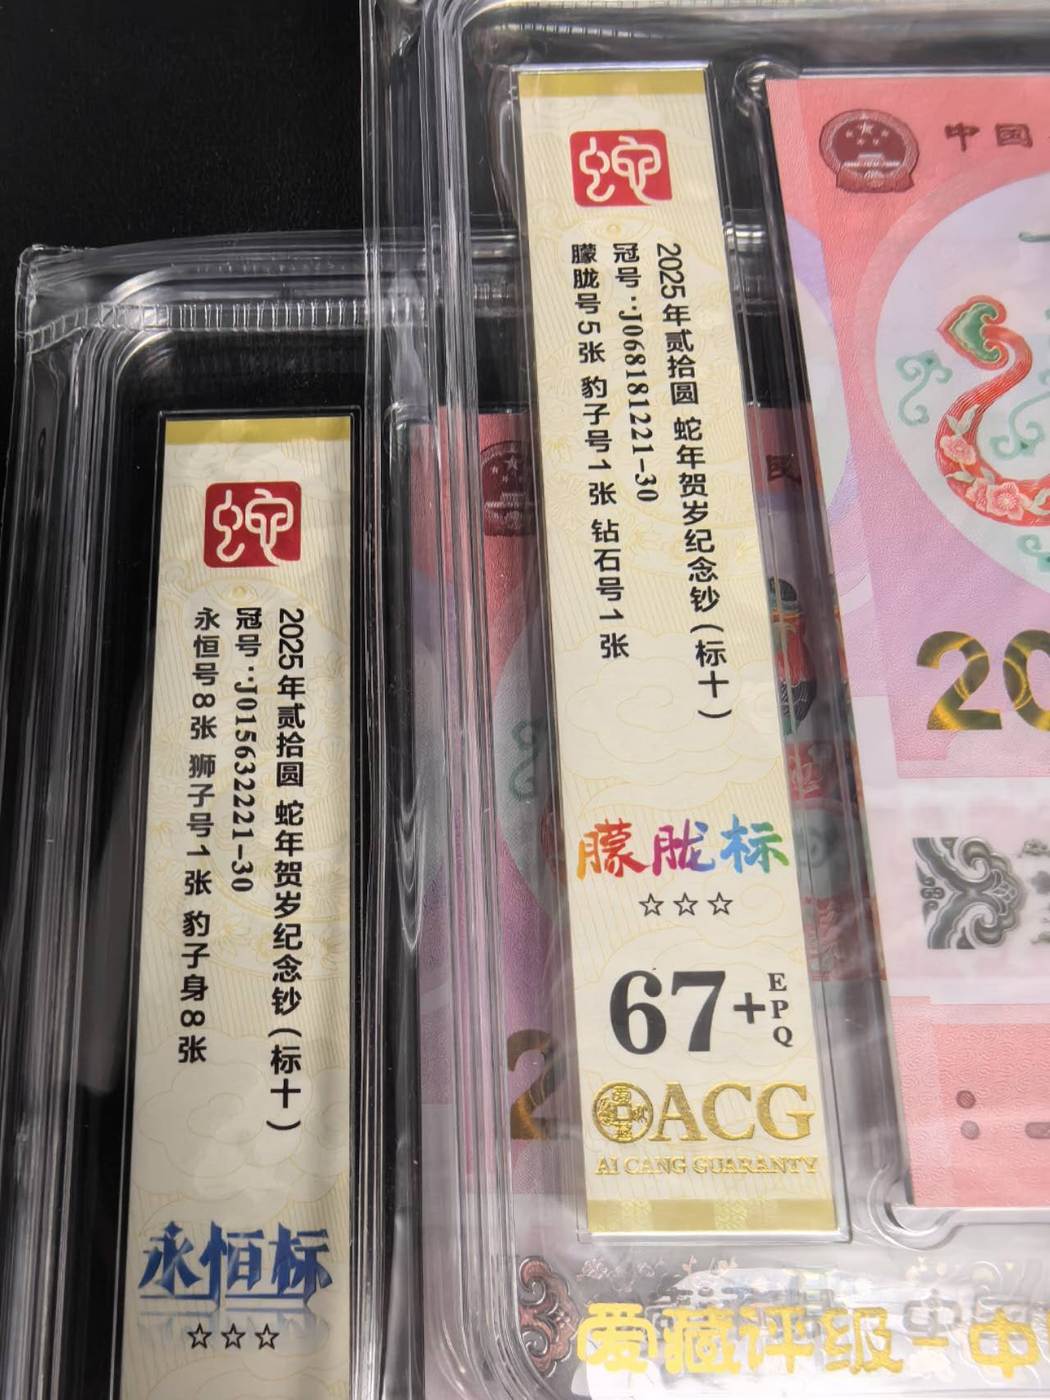 蛇
2025年贰拾圆 蛇年贺岁纪念钞(标十)
冠号:J068181221-30
朦胧号5张 豹子号1张 钻石号1张
朦胧标
☆☆☆
67+
EPQ
ACG
AI CANG GUARANTY
爱藏评级-中
中国
20
蛇
2025年贰拾圆 蛇年贺岁纪念钞(标十)
冠号:J015632221-30
永恒号8张 狮子号1张 豹子身8张
永恒标
☆☆☆
民
2